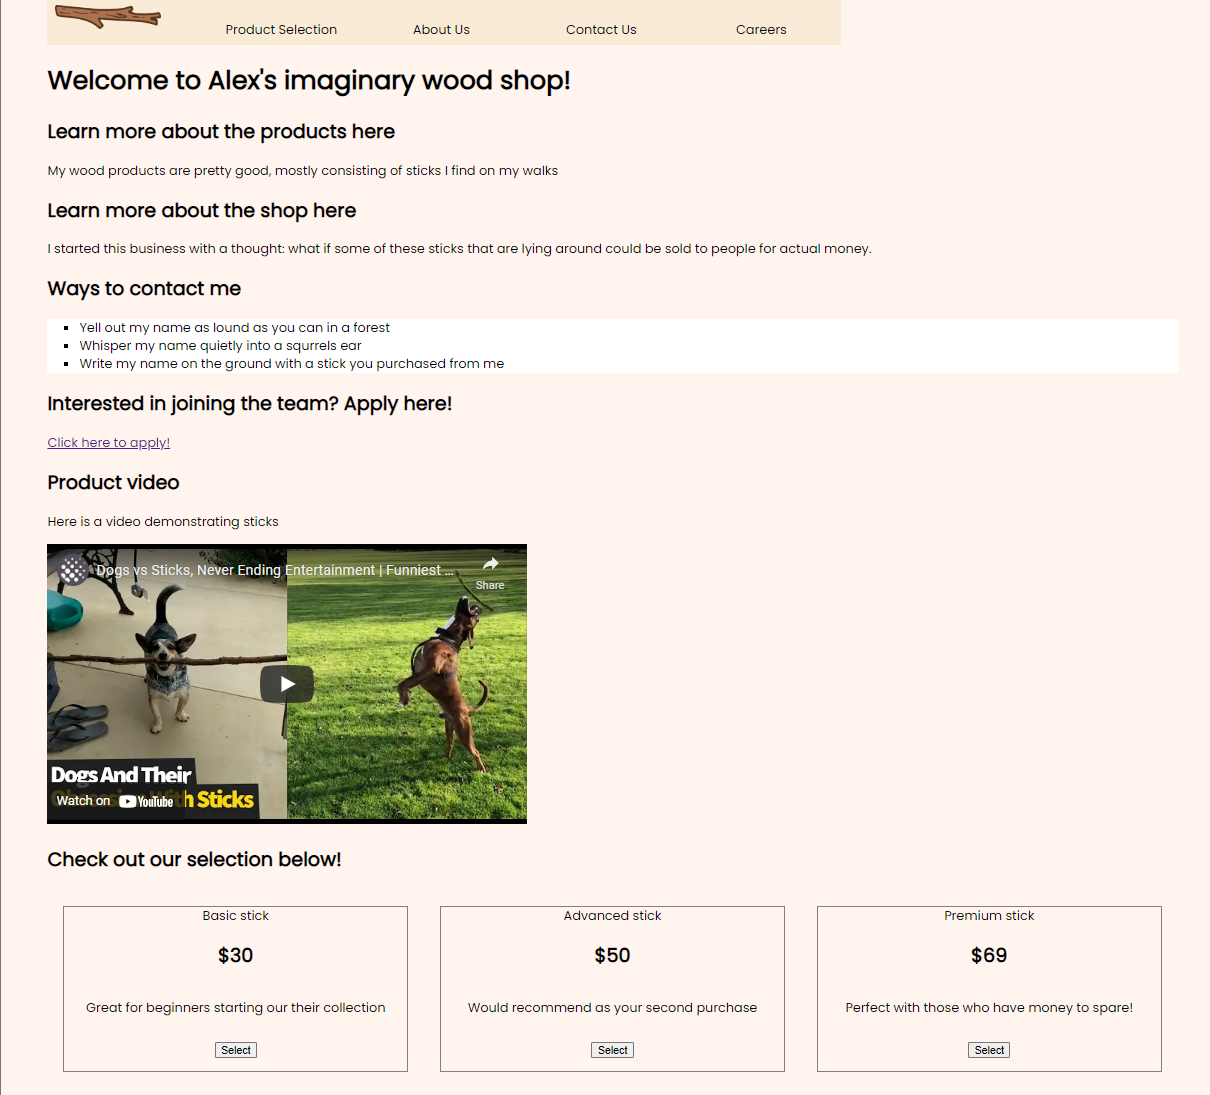 Product Selection About Us Contact Us Careers
Welcome to Alex's imaginary wood shop!
Learn more about the products here
My wood products are pretty good, mostly consisting of sticks I find on my walks
Learn more about the shop here
I started this business with a thought: what if some of these sticks that are lying around could be sold to people for actual money.
Ways to contact me
Yell out my name as lound as you can in a forest
Whisper my name quietly into a squrrels ear
Write my name on the ground with a stick you purchased from me
Interested in joining the team? Apply here!
Click here to apply!
Product video
Here is a video demonstrating sticks
Dogs vs Sticks, Never Ending Entertainment | Funniest ...
Share
Dogs And Their
Watch on YouTube h Sticks
Check out our selection below!
Basic stick
$30
Great for beginners starting our their collection
Select
Advanced stick
$50
Would recommend as your second purchase
Select
Premium stick
$69
Perfect with those who have money to spare!
Select